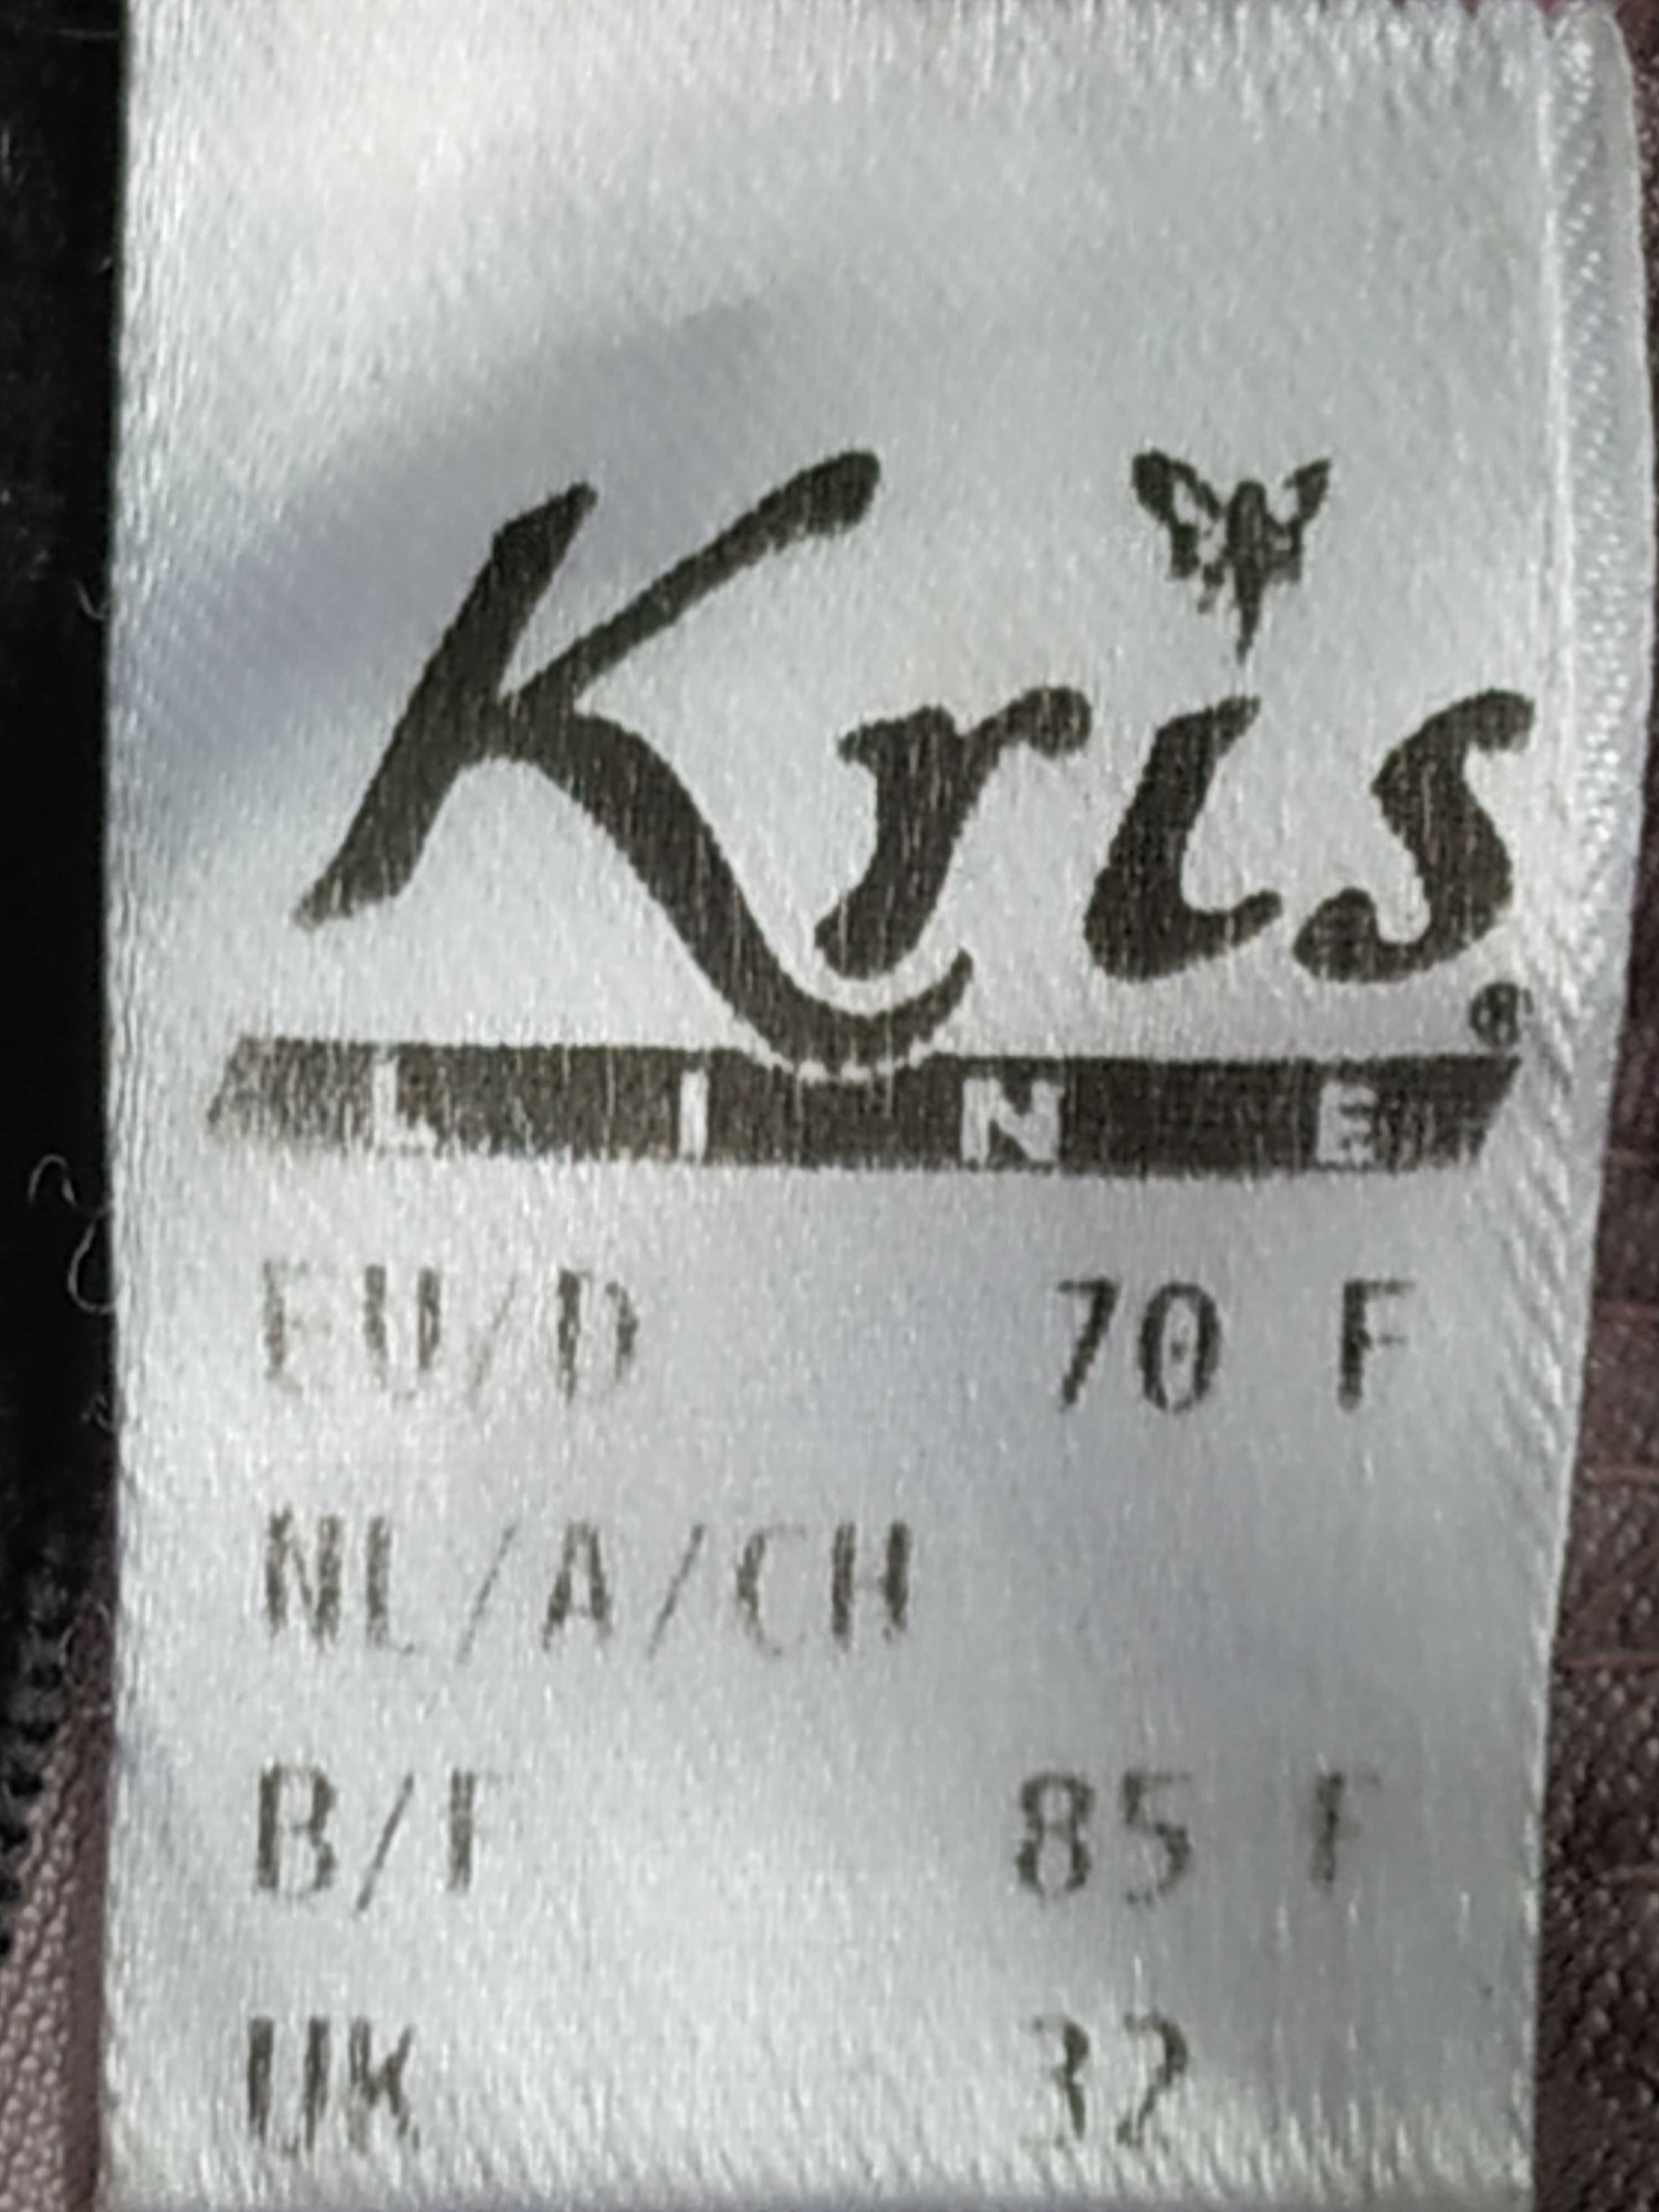 Kris®
LINE
EU/D 70 F
NL/A/CH
B/F 85 F
UK 32